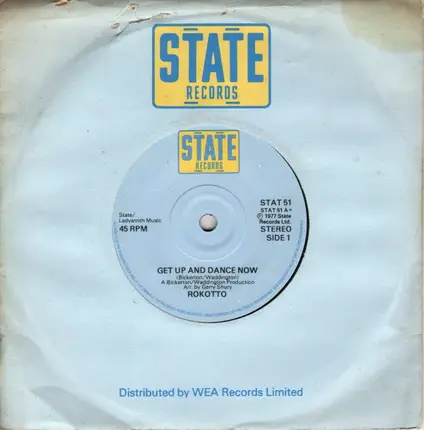 STATE
RECORDS
STATE
RECORDS
State/
Ladysmith Music
45 RPM
STAT 51
STAT 51 A
℗ 1977 State
Records Ltd.
STEREO
SIDE 1
GET UP AND DANCE NOW
(Bickerton/Waddington)
A Bickerton/Waddington Production
Arr. by Gerry Shury
ROKOTTO
Distributed by WEA Records Limited